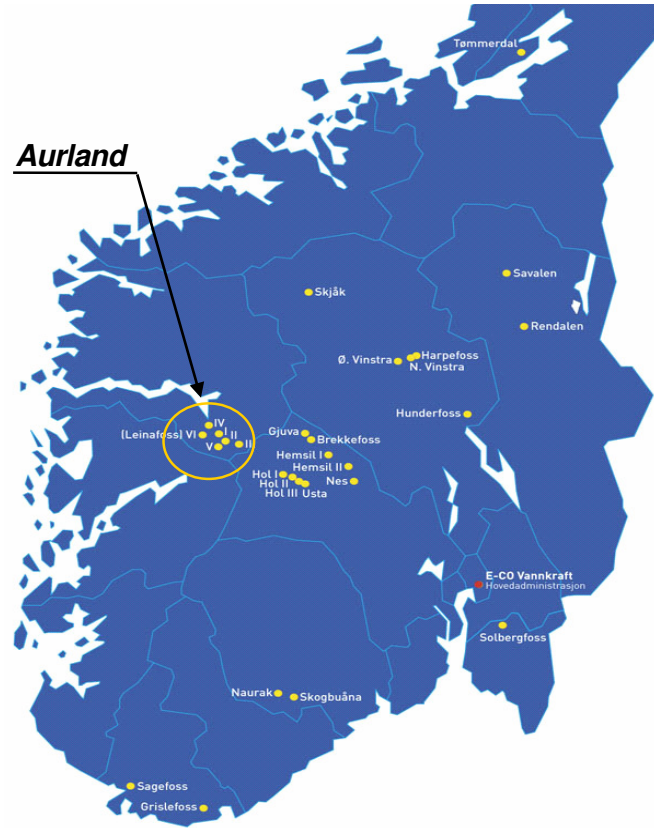 Tømmerdal
Aurland
Savalen
Skjåk
Rendalen
Harpefoss
Ø. Vinstra
N. Vinstra
Hunderfoss
IV
(Leinafoss) VI
I
II
V
II
Gjuva
Brekkefoss
Hemsil I
Hemsil II
Hol I
Hol II
Nes
Hol III
Usta
E-CO Vannkraft
Hovedadministrasjon
Solbergfoss
Naurak
Skogbuåna
Sagefoss
Grislefoss